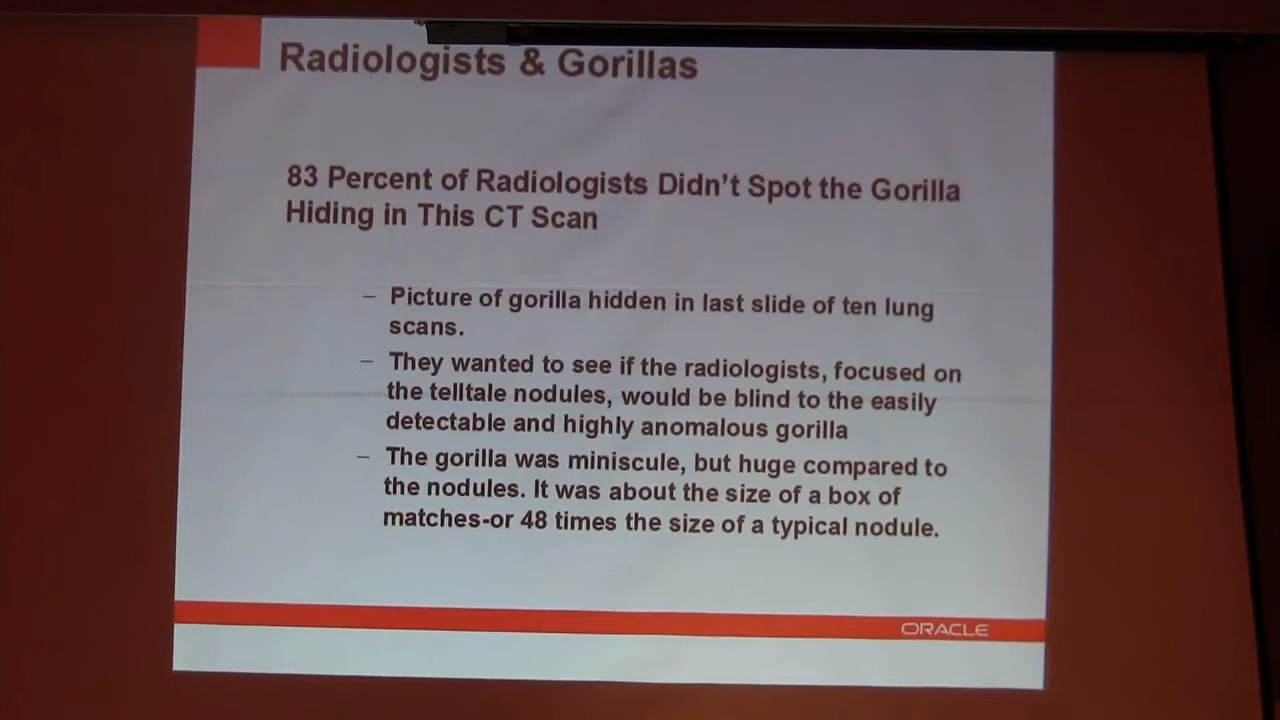 Radiologists & Gorillas
83 Percent of Radiologists Didn't Spot the Gorilla
Hiding in This CT Scan
– Picture of gorilla hidden in last slide of ten lung
scans.
– They wanted to see if the radiologists, focused on
the telltale nodules, would be blind to the easily
detectable and highly anomalous gorilla
– The gorilla was miniscule, but huge compared to
the nodules. It was about the size of a box of
matches-or 48 times the size of a typical nodule.
ORACLE